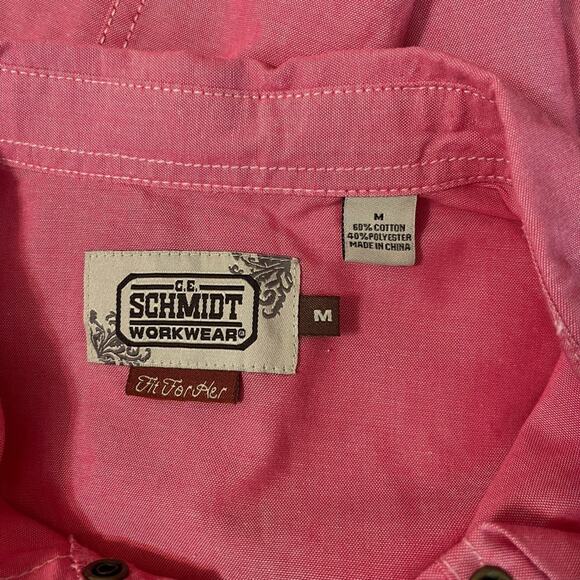 M
60% COTTON
40% POLYESTER
MADE IN CHINA
C.E.
SCHMIDT
WORKWEAR®
M
Fit For Her